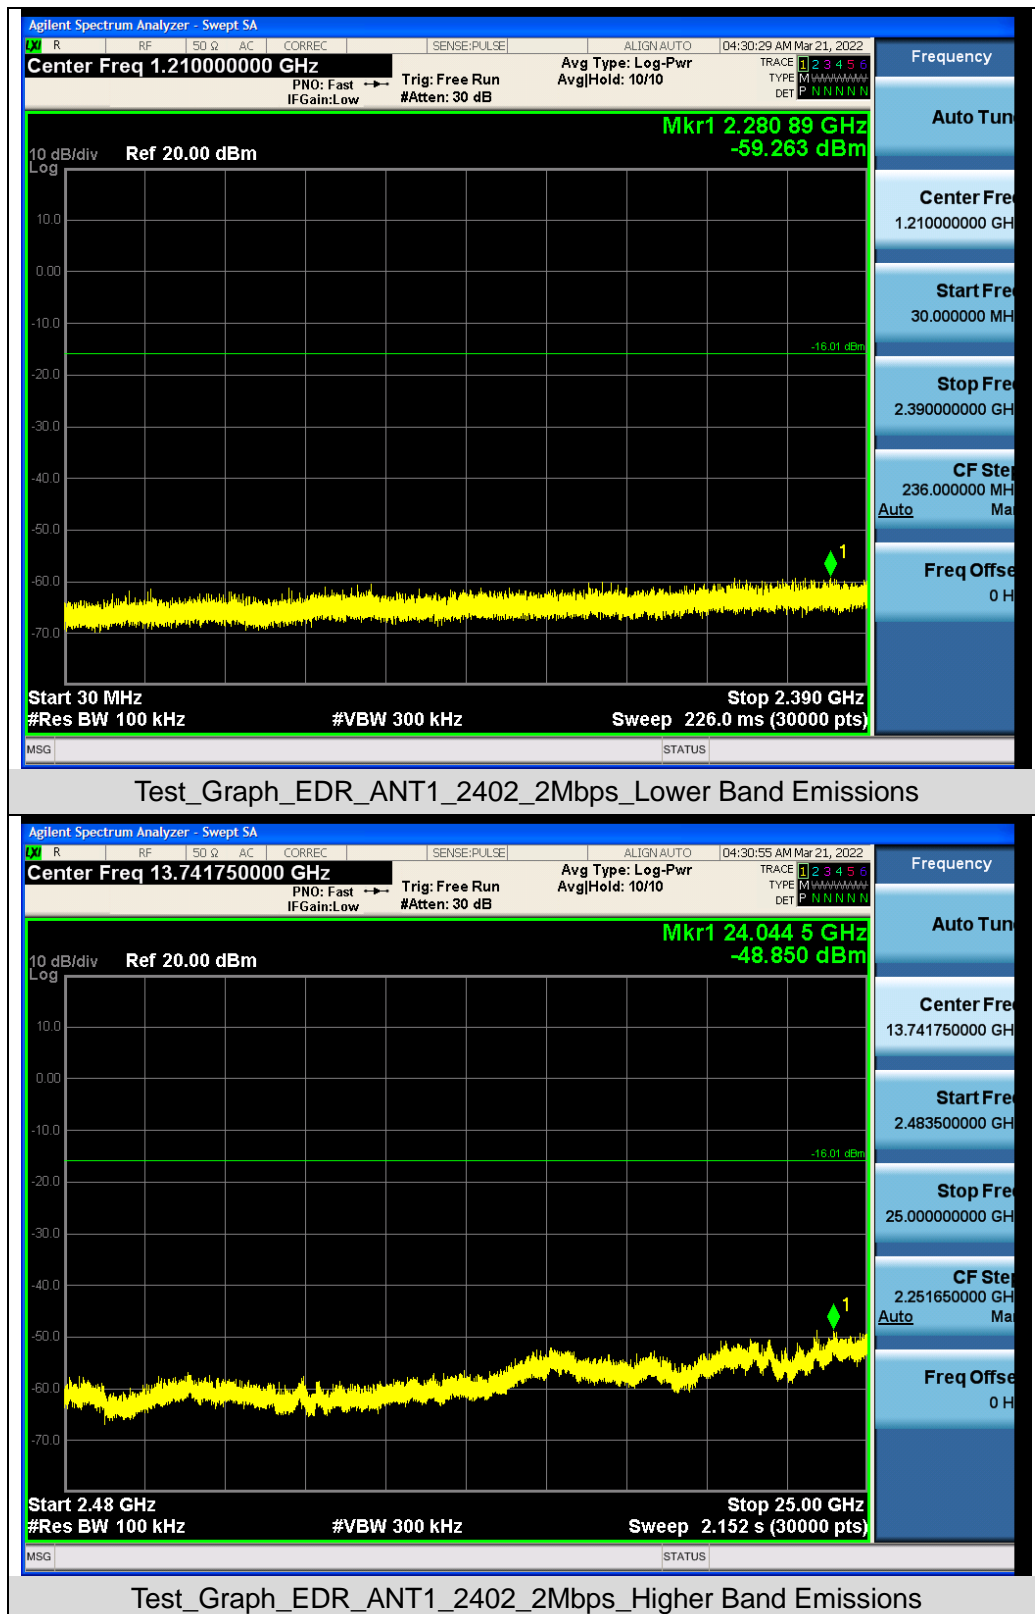 Agilent Spectrum Analyzer - Swept SA
LXI R RF 50 Ω AC CORREC SENSE:PULSE ALIGN AUTO 04:30:29 AM Mar 21, 2022
Center Freq 1.210000000 GHz
PNO: Fast Trig: Free Run Avg Type: Log-Pwr TRACE 1 2 3 4 5 6
IFGain:Low #Atten: 30 dB Avg|Hold: 10/10 TYPE M
DET P N N N N N
Frequency
Auto Tun
Mkr1 2.280 89 GHz
-59.263 dBm
10 dB/div Ref 20.00 dBm
Log
10.0
0.00
-10.0
-16.01 dBm
-20.0
-30.0
-40.0
-50.0
-60.0
-70.0
1
Center Fre
1.210000000 GH
Start Fre
30.000000 MH
Stop Fre
2.390000000 GH
CF Ste
236.000000 MH
Auto Ma
Freq Offse
0 H
Start 30 MHz Stop 2.390 GHz
#Res BW 100 kHz #VBW 300 kHz Sweep 226.0 ms (30000 pts)
MSG STATUS
Test_Graph_EDR_ANT1_2402_2Mbps_Lower Band Emissions
Agilent Spectrum Analyzer - Swept SA
LXI R RF 50 Ω AC CORREC SENSE:PULSE ALIGN AUTO 04:30:55 AM Mar 21, 2022
Center Freq 13.741750000 GHz
PNO: Fast Trig: Free Run Avg Type: Log-Pwr TRACE 1 2 3 4 5 6
IFGain:Low #Atten: 30 dB Avg|Hold: 10/10 TYPE M
DET P N N N N N
Frequency
Auto Tun
Mkr1 24.044 5 GHz
-48.850 dBm
10 dB/div Ref 20.00 dBm
Log
10.0
0.00
-10.0
-16.01 dBm
-20.0
-30.0
-40.0
-50.0
-60.0
-70.0
1
Center Fre
13.741750000 GH
Start Fre
2.483500000 GH
Stop Fre
25.000000000 GH
CF Ste
2.251650000 GH
Auto Ma
Freq Offse
0 H
Start 2.48 GHz Stop 25.00 GHz
#Res BW 100 kHz #VBW 300 kHz Sweep 2.152 s (30000 pts)
MSG STATUS
Test_Graph_EDR_ANT1_2402_2Mbps_Higher Band Emissions